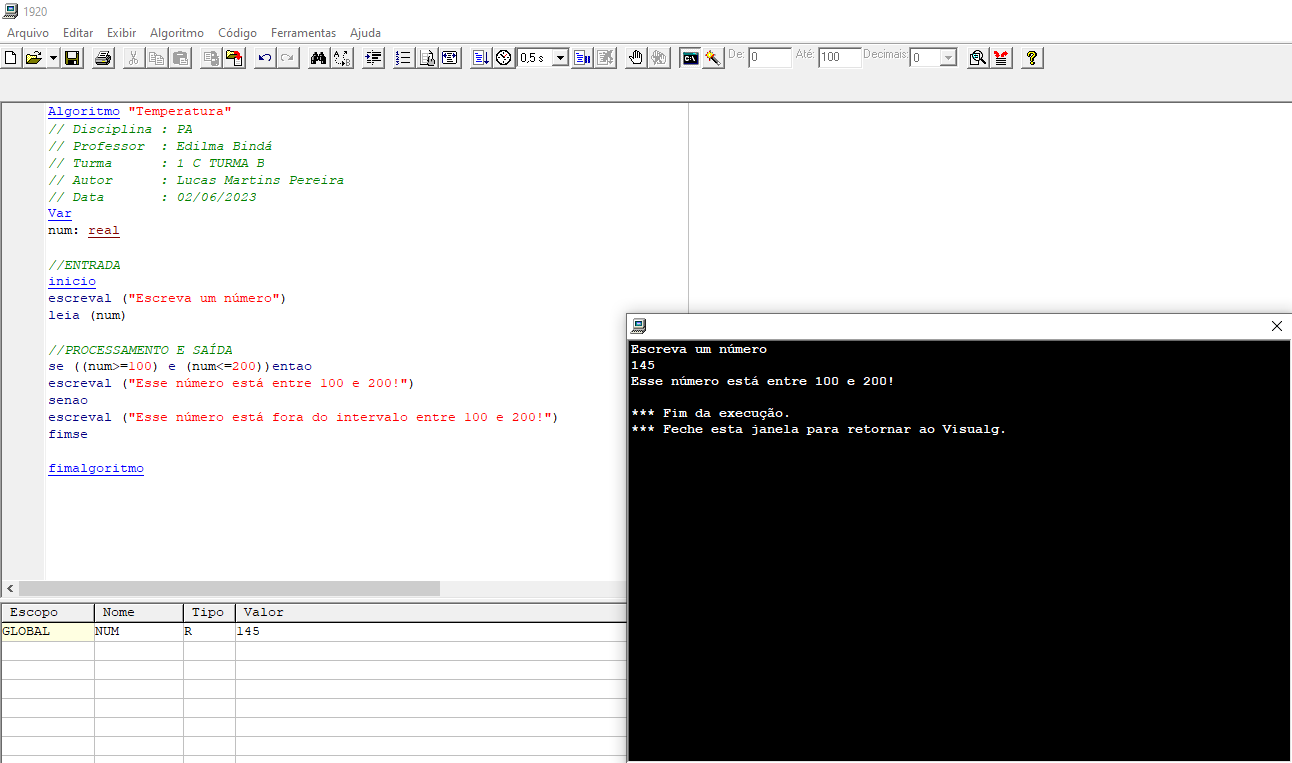 1920
Arquivo Editar Exibir Algoritmo Código Ferramentas Ajuda
0,5 s De: 0 Até: 100 Decimais: 0
Algoritmo "Temperatura"
// Disciplina : PA
// Professor : Edilma Bindá
// Turma : 1 C TURMA B
// Autor : Lucas Martins Pereira
// Data : 02/06/2023
Var
num: real
//ENTRADA
inicio
escreval ("Escreva um número")
leia (num)
//PROCESSAMENTO E SAÍDA
se ((num>=100) e (num<=200))entao
escreval ("Esse número está entre 100 e 200!")
senao
escreval ("Esse número está fora do intervalo entre 100 e 200!")
fimse
fimalgoritmo
Escreva um número
145
Esse número está entre 100 e 200!
*** Fim da execução.
*** Feche esta janela para retornar ao Visualg.
Escopo Nome Tipo Valor
GLOBAL NUM R 145